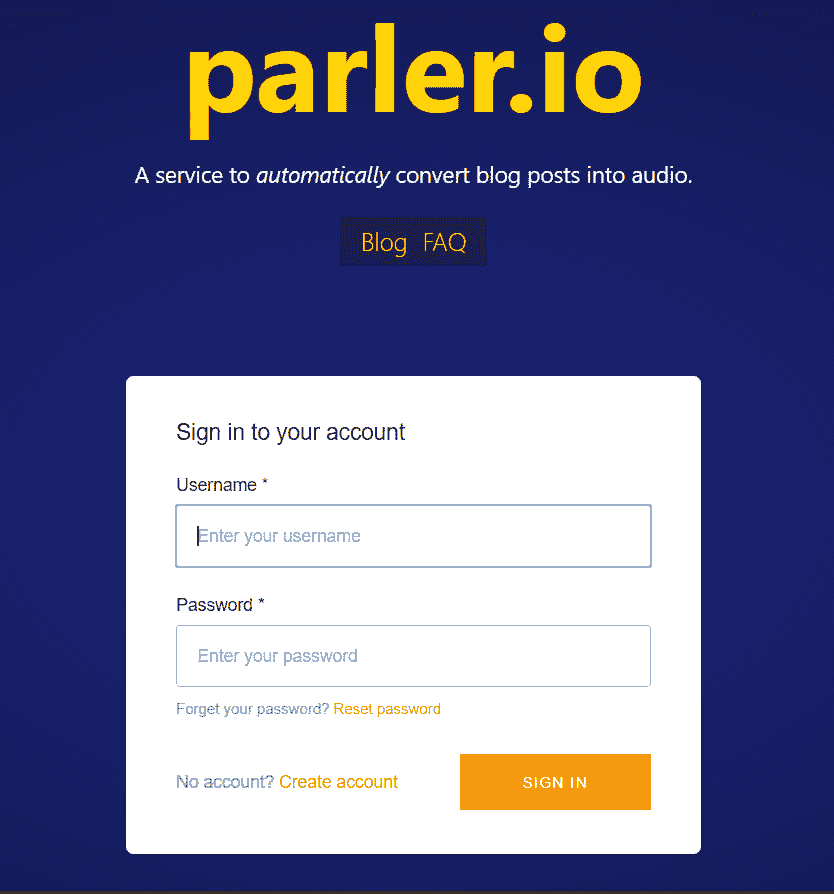 parler.io
A service to automatically convert blog posts into audio.
Blog FAQ
Sign in to your account
Username *
Enter your username
Password *
Enter your password
Forget your password? Reset password
No account? Create account
SIGN IN